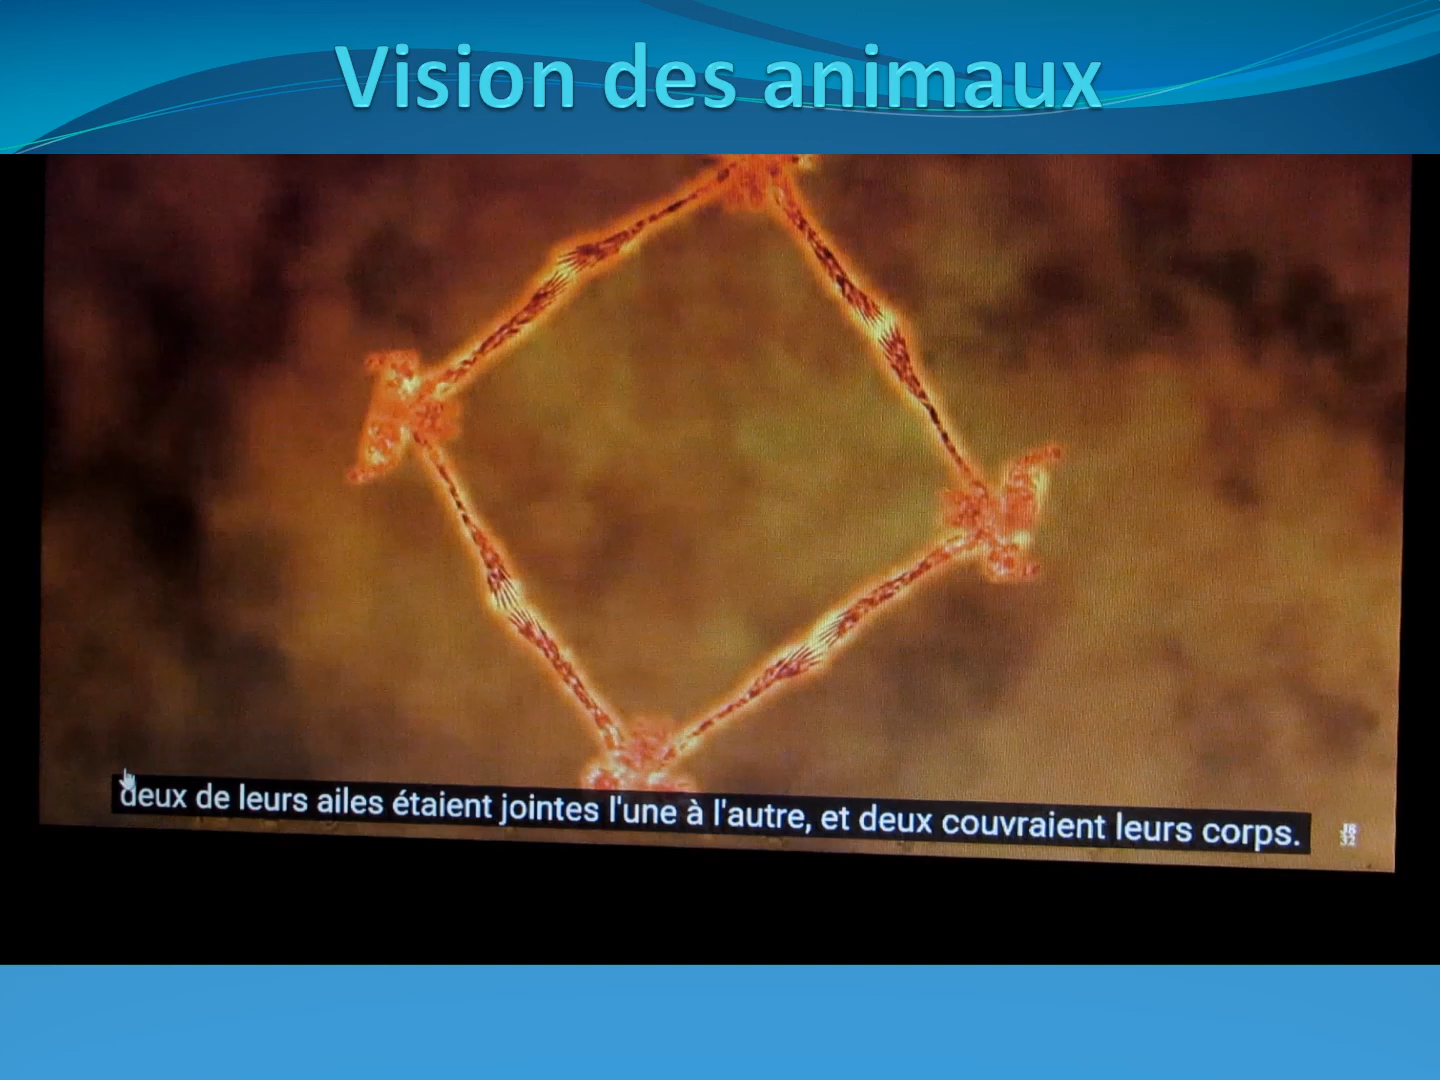 Vision des animaux
deux de leurs ailes étaient jointes l'une à l'autre, et deux couvraient leurs corps.